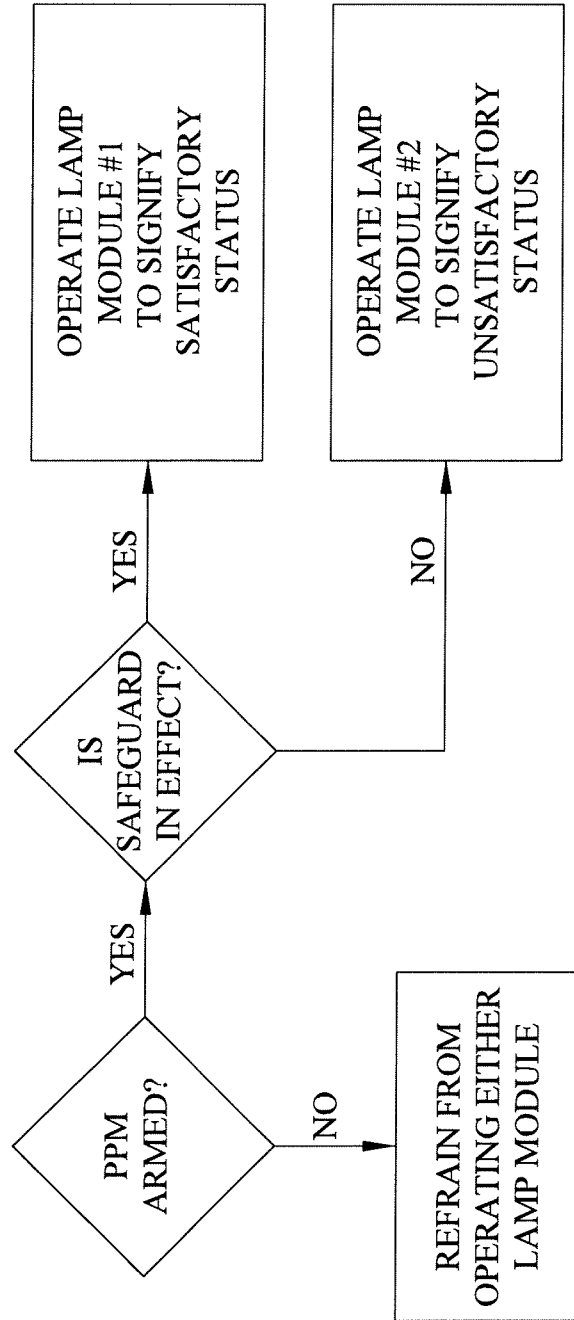 PPM
ARMED?
YES
NO
REFRAIN FROM
OPERATING EITHER
LAMP MODULE
IS
SAFEGUARD
IN EFFECT?
YES
NO
OPERATE LAMP
MODULE #1
TO SIGNIFY
SATISFACTORY
STATUS
OPERATE LAMP
MODULE #2
TO SIGNIFY
UNSATISFACTORY
STATUS